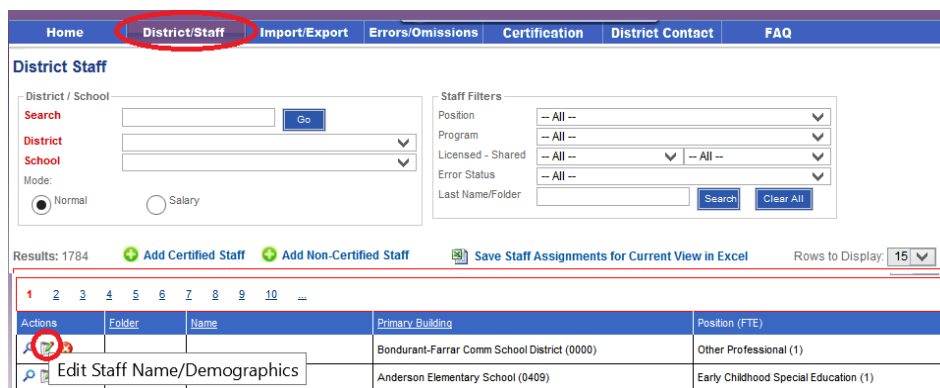 Home District/Staff Import/Export Errors/Omissions Certification District Contact FAQ
District Staff
District / School
Search Go
District
School
Mode:
Normal Salary
Staff Filters
Position -- All --
Program -- All --
Licensed - Shared -- All -- -- All --
Error Status -- All --
Last Name/Folder Search Clear All
Results: 1784 Add Certified Staff Add Non-Certified Staff Save Staff Assignments for Current View in Excel Rows to Display: 15
1 2 3 4 5 6 7 8 9 10 ...
Actions Folder Name Primary Building Position (FTE)
Bondurant-Farrar Comm School District (0000) Other Professional (1)
Edit Staff Name/Demographics
Anderson Elementary School (0409) Early Childhood Special Education (1)